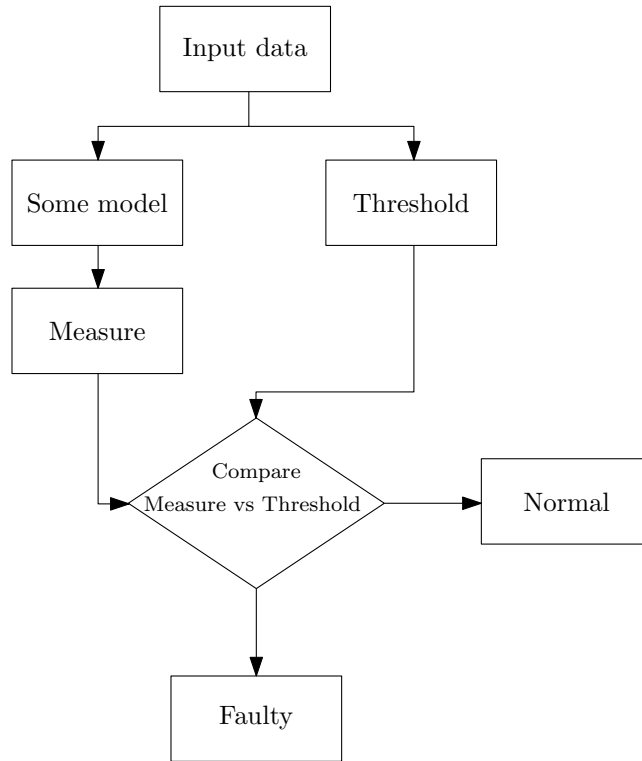 Input data
Some model
Threshold
Measure
Compare
Measure vs Threshold
Normal
Faulty